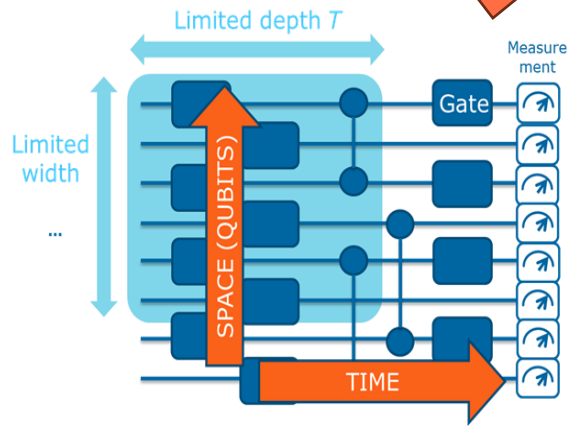 Limited depth T
Measure
ment
Gate
Limited
width
...
SPACE (QUBITS)
TIME